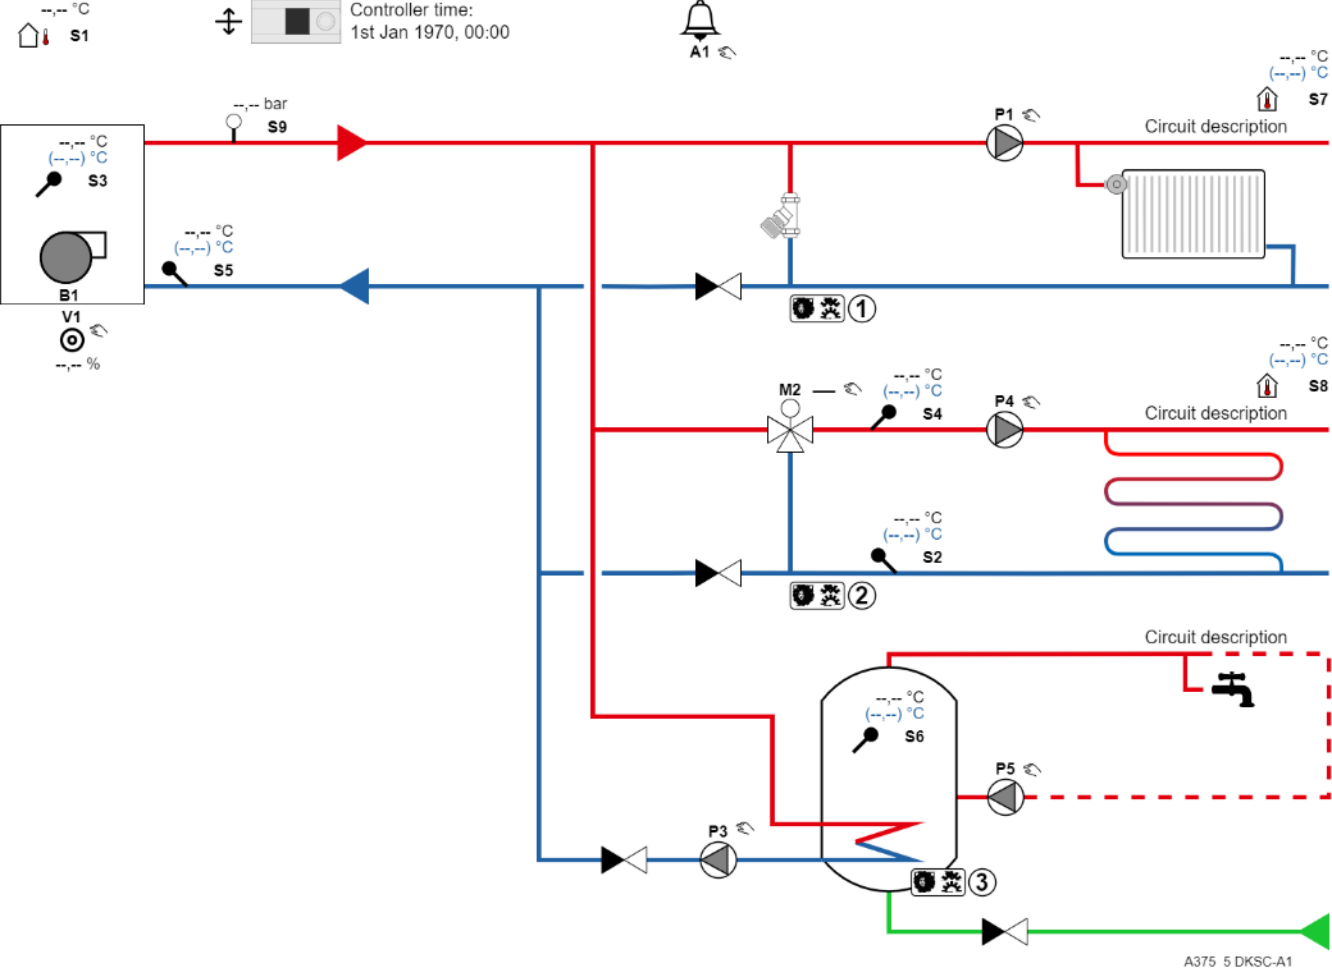 --,-- °C
S1
Controller time:
1st Jan 1970, 00:00
A1
--,-- °C
(--,--) °C
S7
Circuit description
P1
--,-- bar
S9
--,-- °C
(--,--) °C
S3
--,-- °C
(--,--) °C
S5
B1
V1
--,-- %
1
--,-- °C
(--,--) °C
S8
Circuit description
M2
--,-- °C
(--,--) °C
S4
P4
--,-- °C
(--,--) °C
S2
2
Circuit description
--,-- °C
(--,--) °C
S6
P5
P3
3
A375 5 DKSC-A1